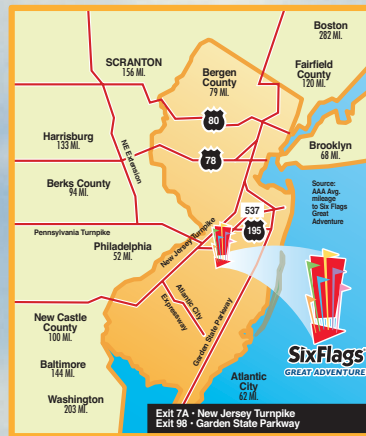 Boston
282 MI.
SCRANTON
156 MI.
Bergen
County
79 MI.
Fairfield
County
120 MI.
80
Harrisburg
133 MI.
NE Extension
78
Brooklyn
68 MI.
Berks County
94 MI.
Source:
AAA Avg.
mileage
to Six Flags
Great
Adventure
537
195
Pennsylvania Turnpike
New Jersey Turnpike
Philadelphia
52 MI.
Atlantic City
Expressway
Garden State Parkway
New Castle
County
100 MI.
SixFlags
GREAT ADVENTURE
Baltimore
144 MI.
Atlantic
City
62 MI.
Washington
203 MI.
Exit 7A • New Jersey Turnpike
Exit 98 • Garden State Parkway